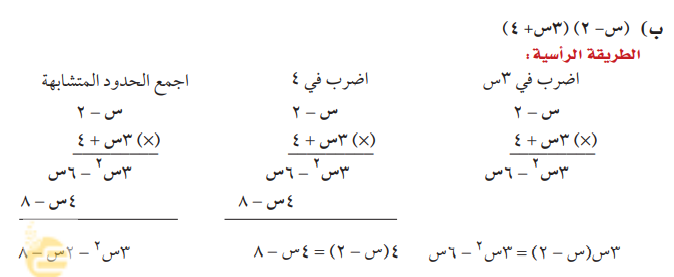 ب) (س- ٢) (٣س+ ٤)
الطريقة الرأسية :
اضرب في ٣س
س – ٢
(×) ٣س + ٤
٣س٢ – ٦س
٣س(س – ٢) = ٣س٢ – ٦س
اضرب في ٤
س – ٢
(×) ٣س + ٤
٣س٢ – ٦س
٤س – ٨
٤(س – ٢) = ٤س – ٨
اجمع الحدود المتشابهة
س – ٢
(×) ٣س + ٤
٣س٢ – ٦س
٤س – ٨
٣س٢ – ٢س – ٨